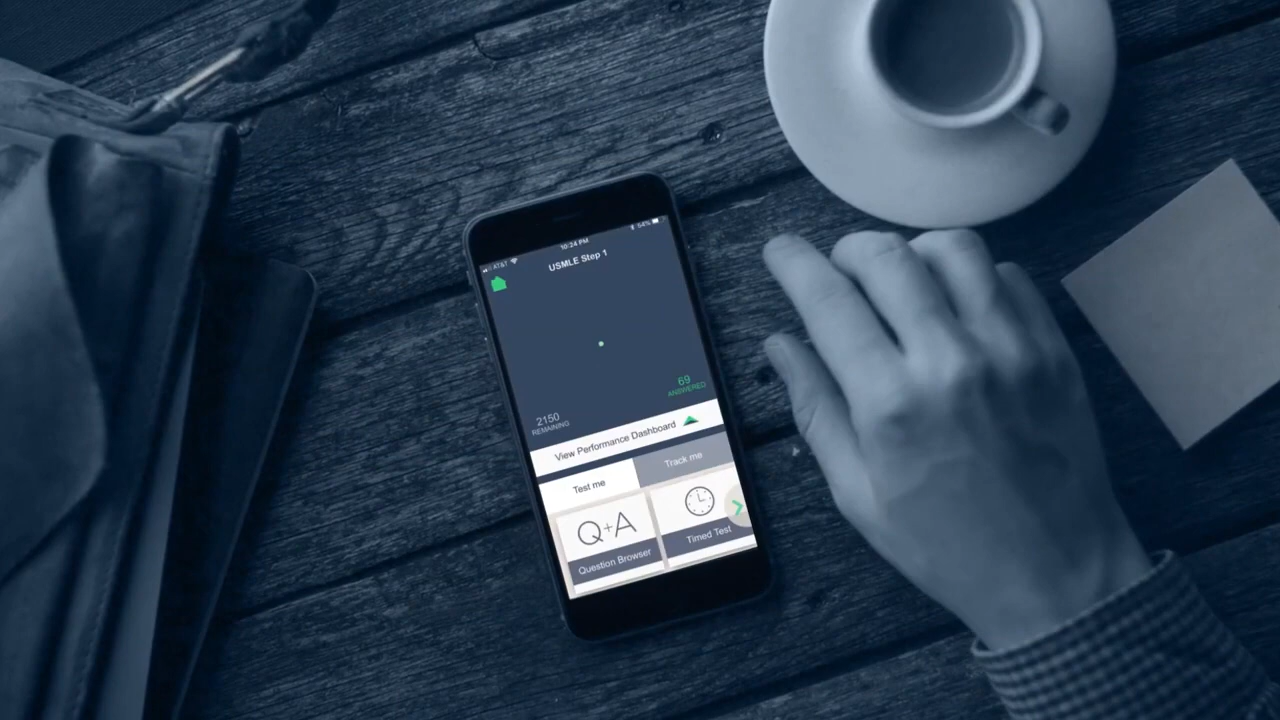 AT&T
10:24 PM
54%
USMLE Step 1
69
ANSWERED
2150
REMAINING
View Performance Dashboard
Test me
Track me
Q+A
Question Browser
Timed Test